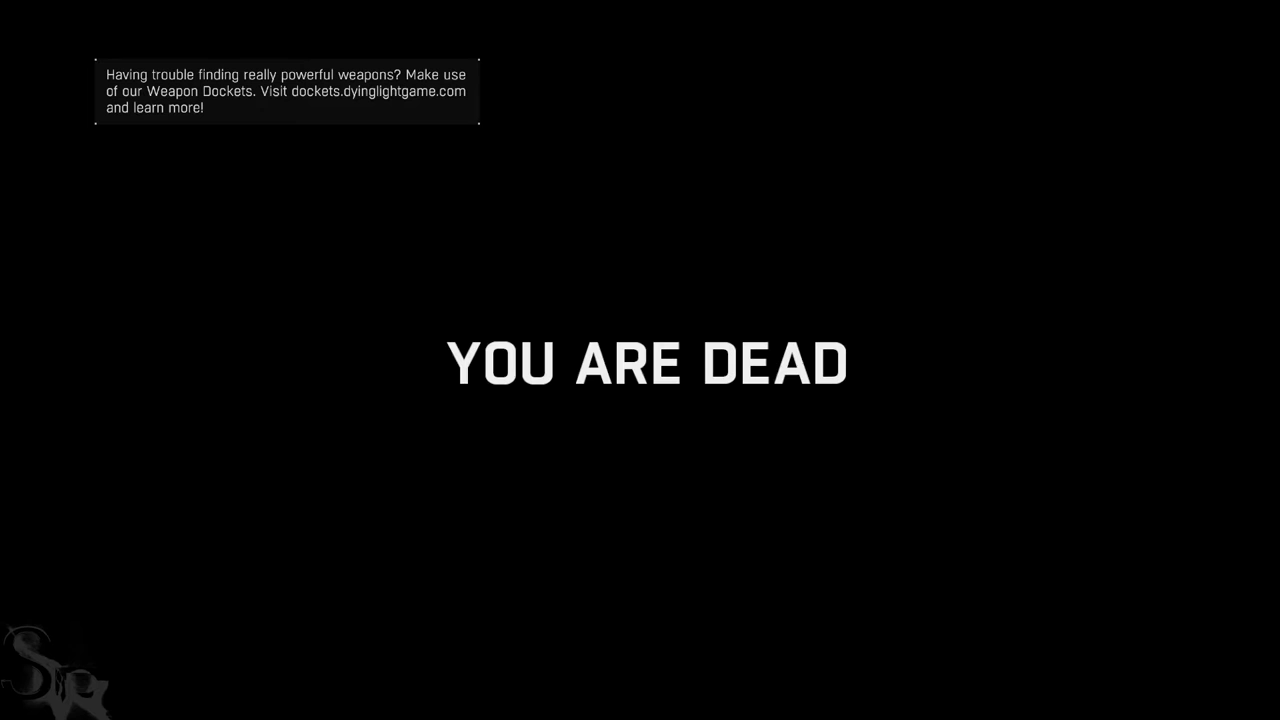 Having trouble finding really powerful weapons? Make use
of our Weapon Dockets. Visit dockets.dyinglightgame.com
and learn more!
YOU ARE DEAD